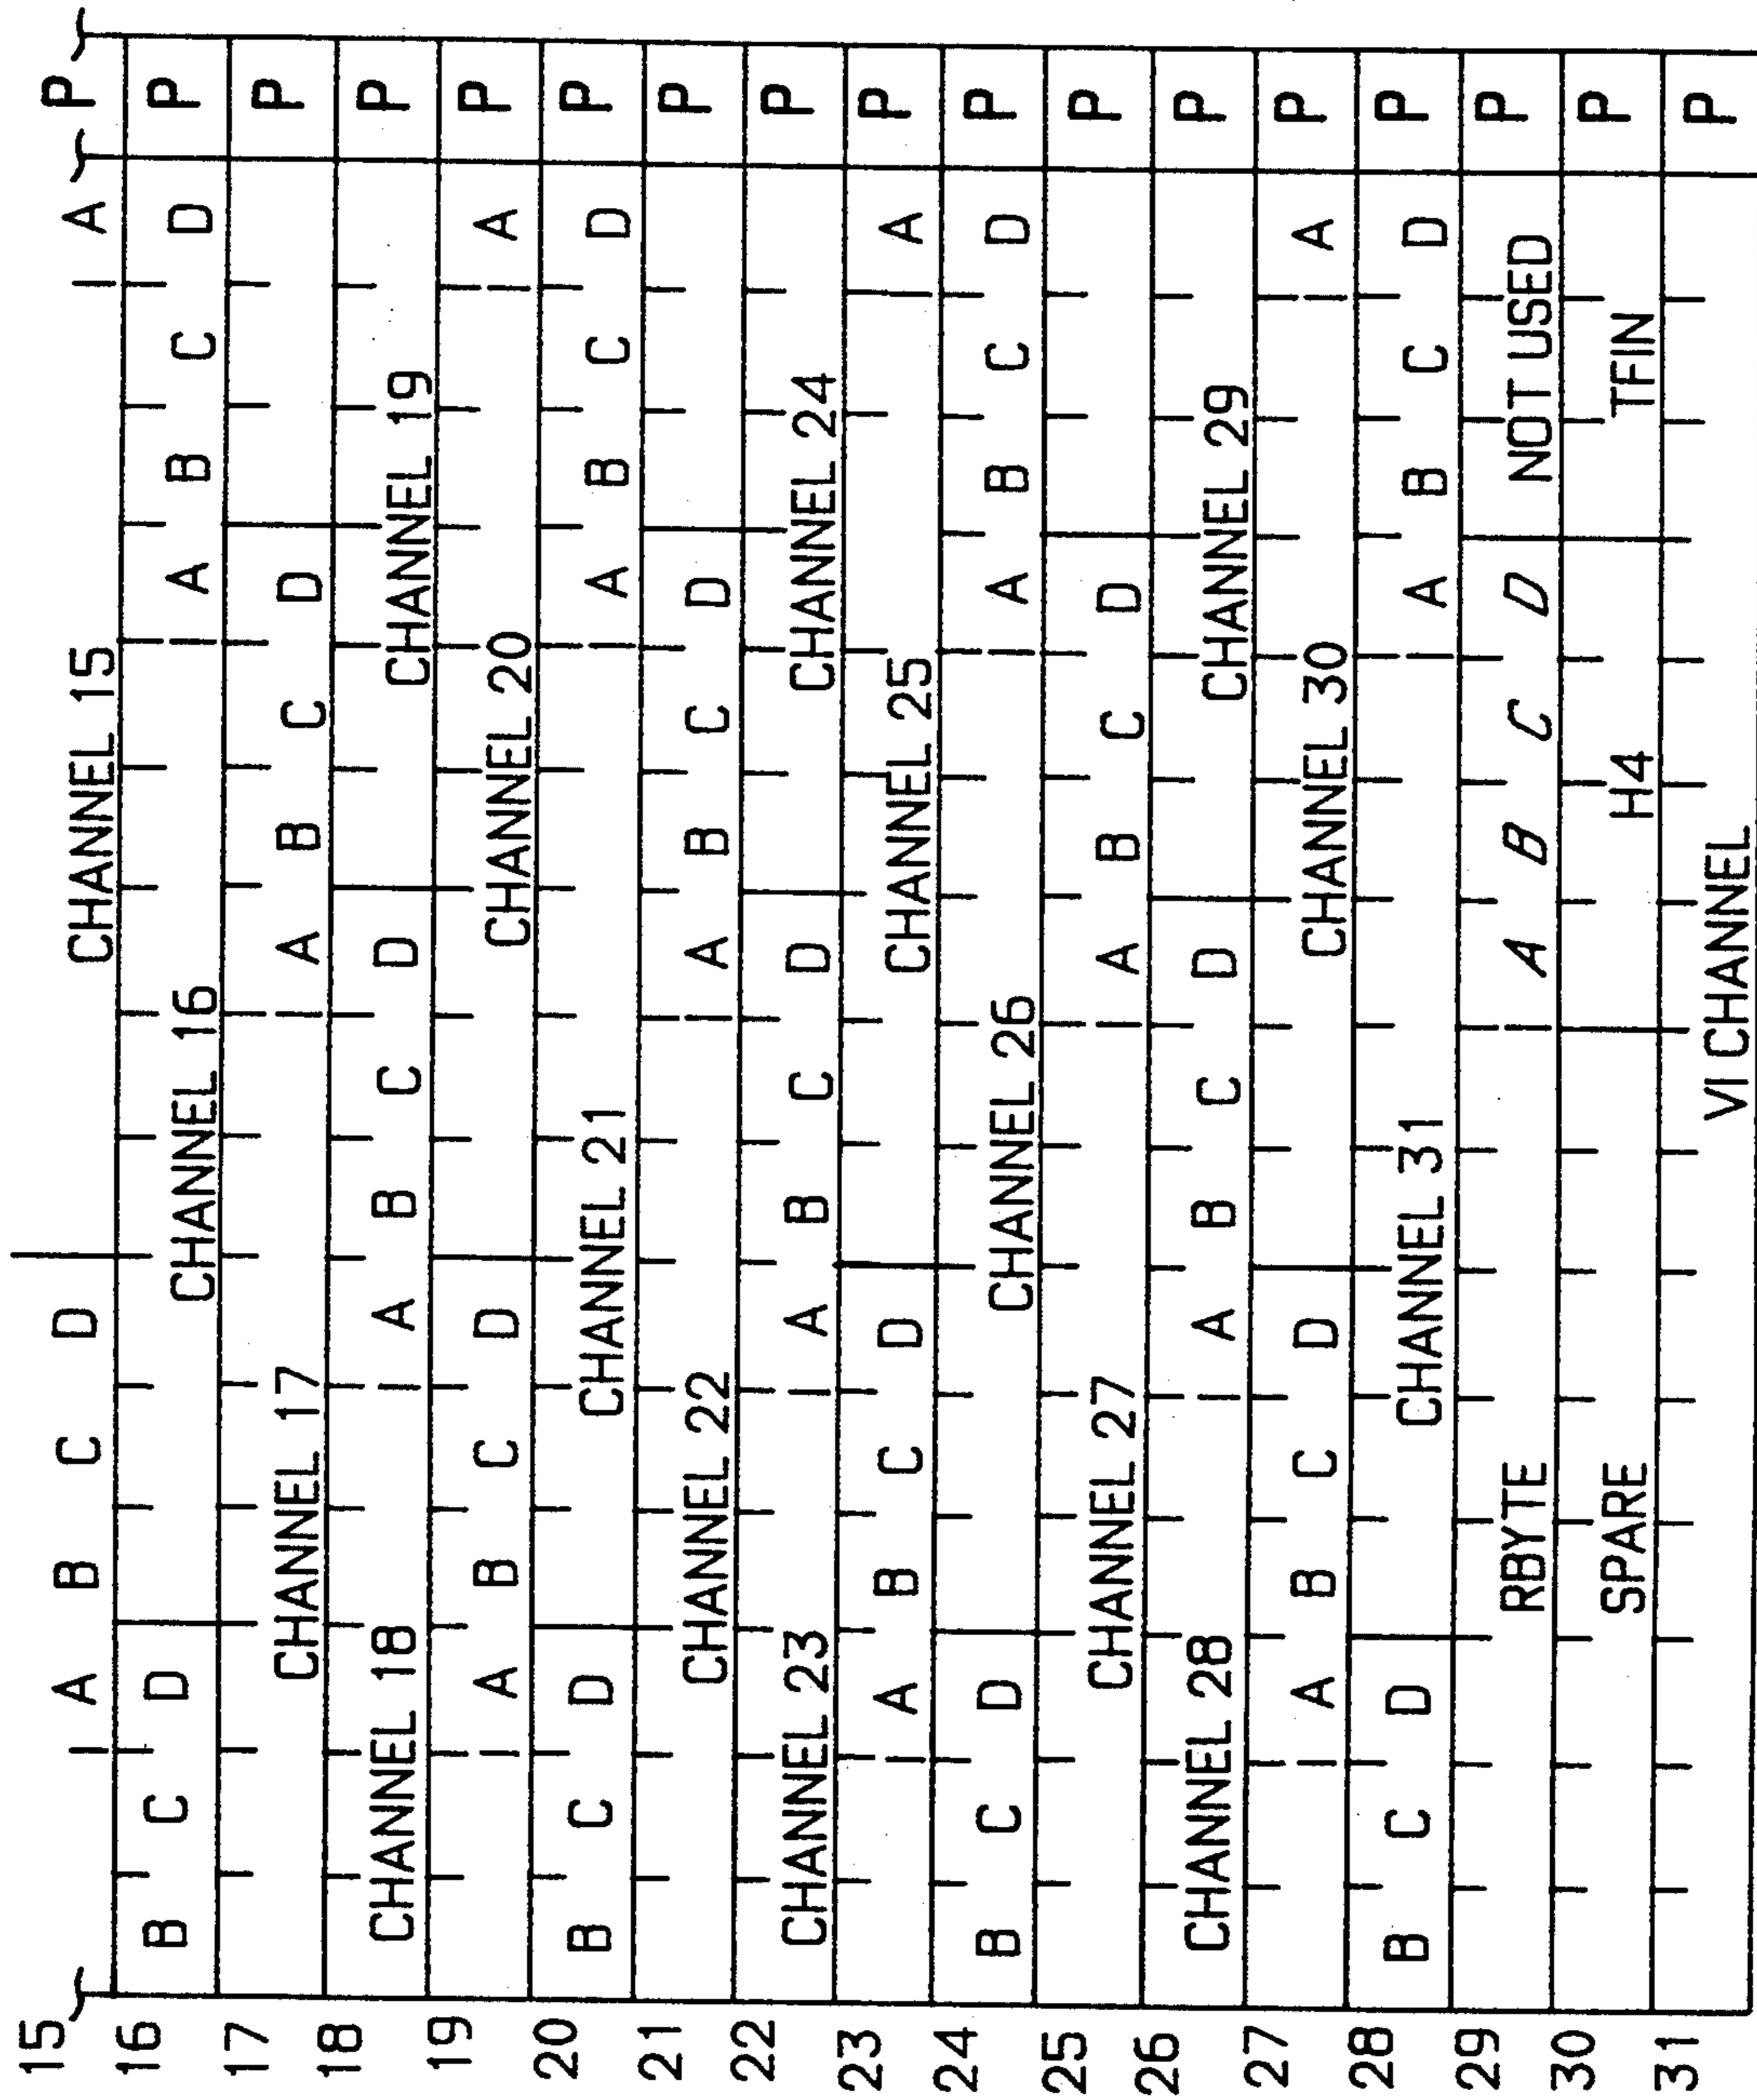 15 A B C D CHANNEL 15 A P
16 B C D CHANNEL 16 A B C D P
17 CHANNEL 17 A B C D P
18 CHANNEL 18 A B C D CHANNEL 19 P
19 A B C D CHANNEL 20 A P
20 B C D CHANNEL 21 A B C D P
21 CHANNEL 22 A B C D P
22 CHANNEL 23 A B C D CHANNEL 24 P
23 A B C D CHANNEL 25 A P
24 B C D CHANNEL 26 A B C D P
25 CHANNEL 27 A B C D P
26 CHANNEL 28 A B C D CHANNEL 29 P
27 A B C D CHANNEL 30 A P
28 B C D CHANNEL 31 A B C D P
29 RBYTE A B C D NOT USED P
30 SPARE H4 TFIN P
31 VI CHANNEL P